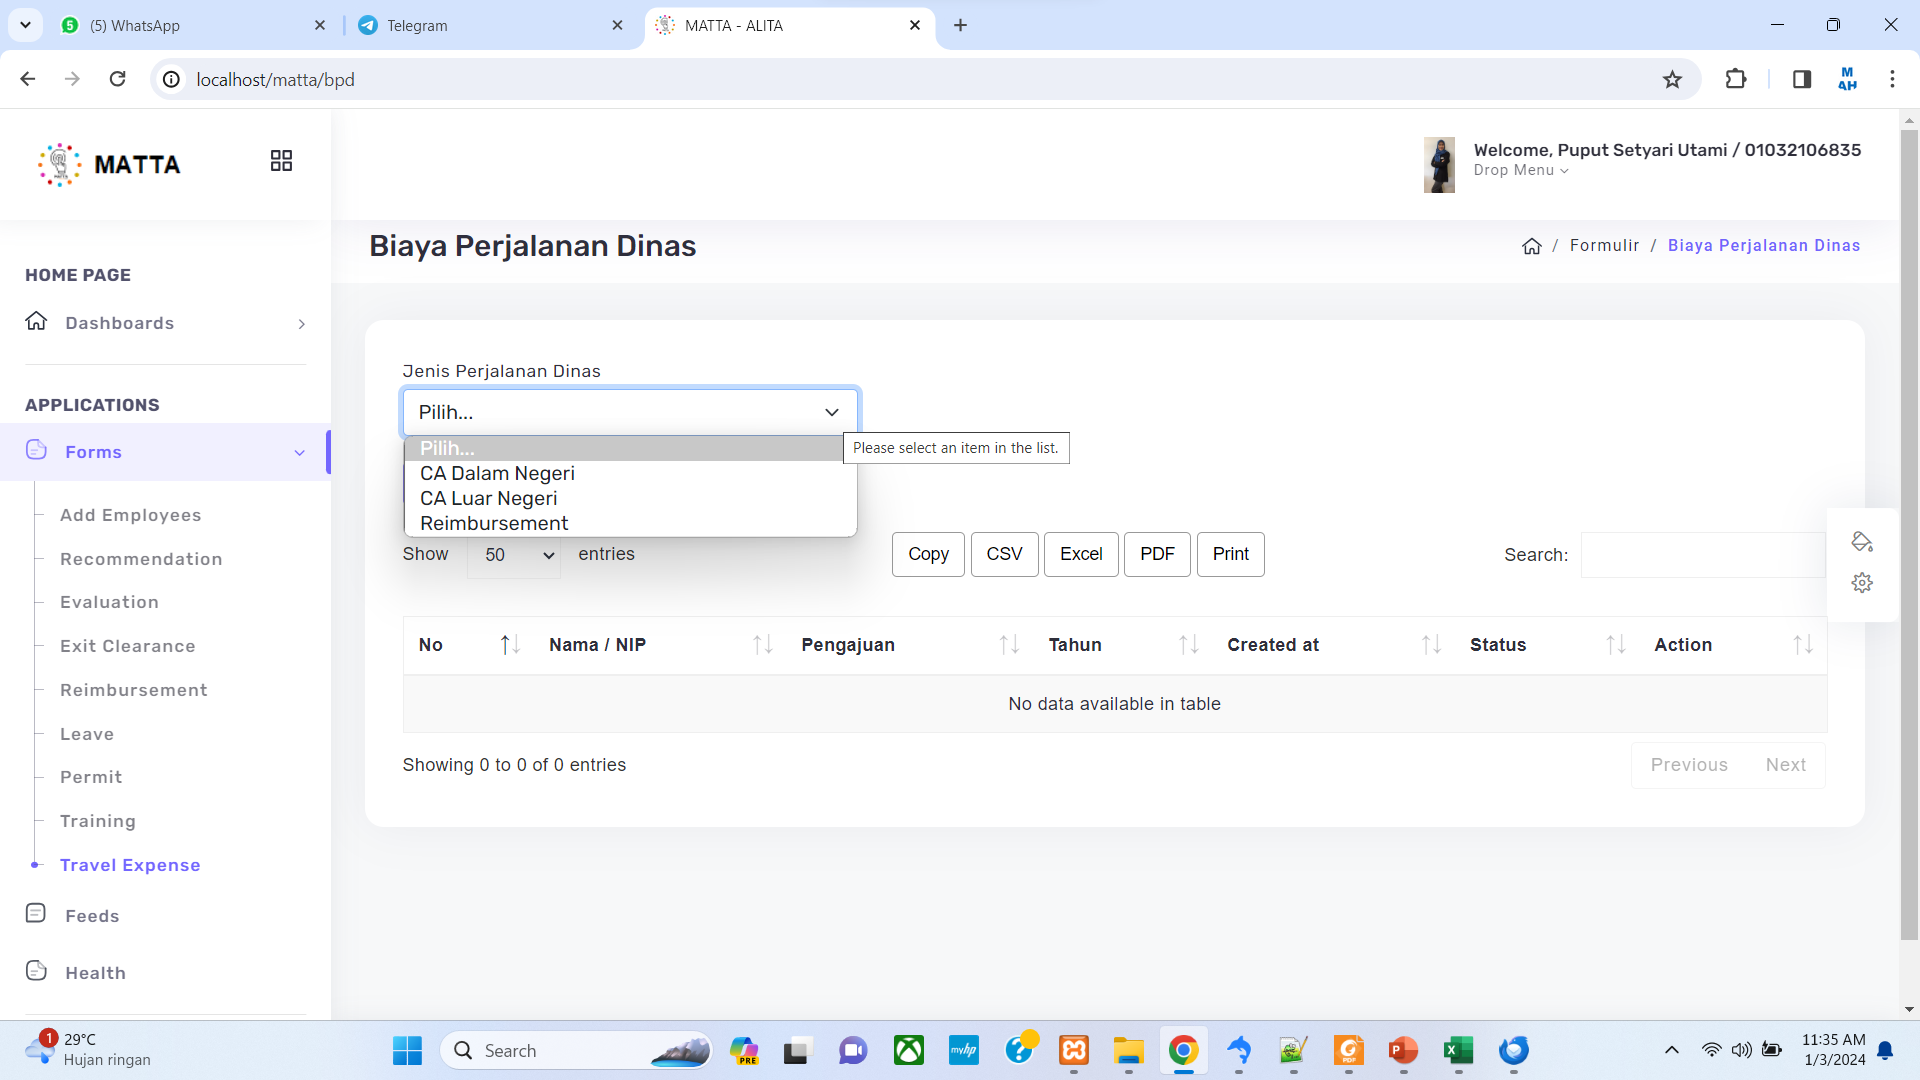 (5) WhatsApp
Telegram
MATTA - ALITA
localhost/matta/bpd
M
AH
MATTA
Welcome, Puput Setyari Utami / 01032106835
Drop Menu
Biaya Perjalanan Dinas
/ Formulir / Biaya Perjalanan Dinas
HOME PAGE
Dashboards
APPLICATIONS
Forms
Add Employees
Recommendation
Evaluation
Exit Clearance
Reimbursement
Leave
Permit
Training
Travel Expense
Feeds
Health
Jenis Perjalanan Dinas
Pilih...
Pilih...
CA Dalam Negeri
CA Luar Negeri
Reimbursement
Please select an item in the list.
Show 50 entries
Copy CSV Excel PDF Print
Search:
No Nama / NIP Pengajuan Tahun Created at Status Action
No data available in table
Showing 0 to 0 of 0 entries
Previous Next
1
29°C
Hujan ringan
Search
PRE
myhp
PDF
11:35 AM
1/3/2024